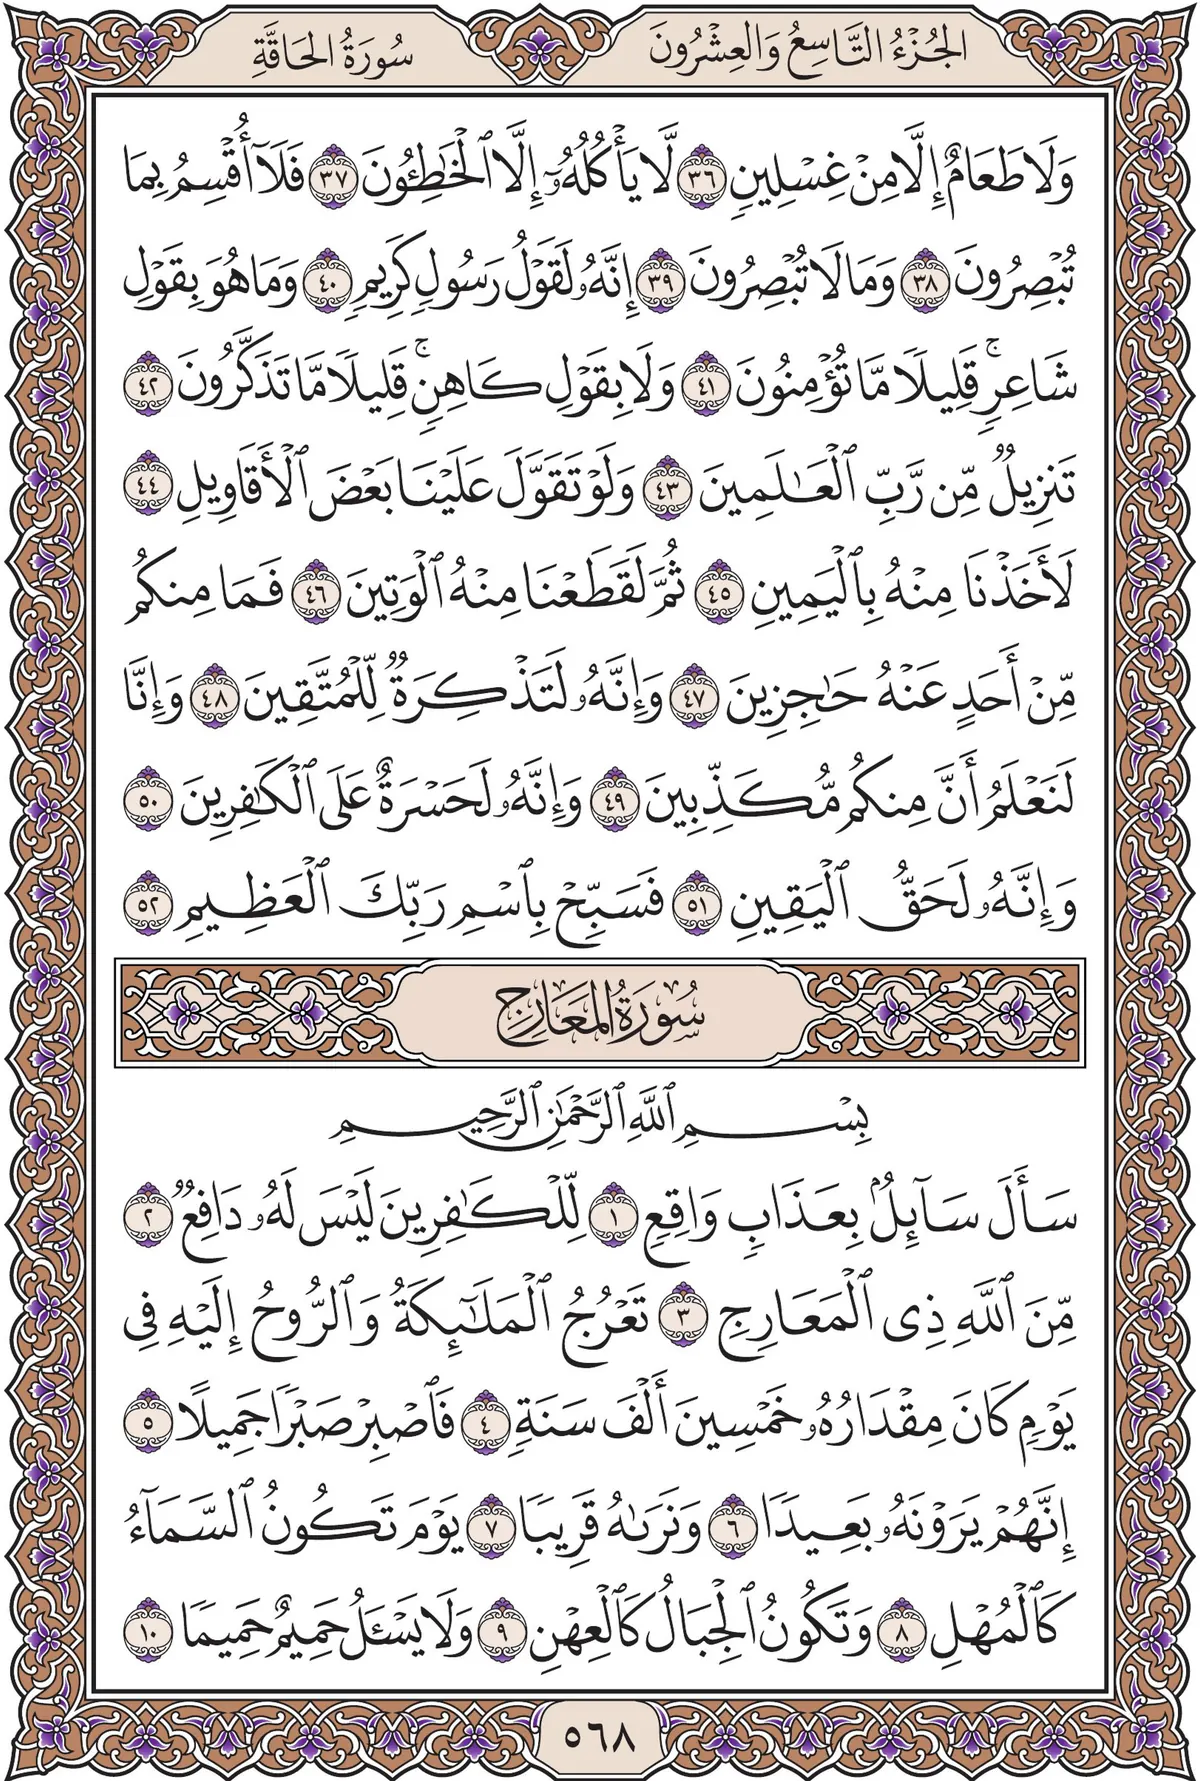 الجُزْءُ التَّاسِعُ وَالعِشْرُونَ
سُورَةُ الحَاقَّةِ
وَلَا طَعَامٌ إِلَّا مِنْ غِسْلِينٖ ٣٦ لَّا يَأْكُلُهُۥٓ إِلَّا ٱلْخَٰطِـُٔونَ ٣٧ فَلَآ أُقْسِمُ بِمَا
تُبْصِرُونَ ٣٨ وَمَا لَا تُبْصِرُونَ ٣٩ إِنَّهُۥ لَقَوْلُ رَسُولٖ كَرِيمٖ ٤٠ وَمَا هُوَ بِقَوْلِ
شَاعِرٖۚ قَلِيلٗا مَّا تُؤْمِنُونَ ٤١ وَلَا بِقَوْلِ كَاهِنٖۚ قَلِيلٗا مَّا تَذَكَّرُونَ ٤٢
تَنزِيلٞ مِّن رَّبِّ ٱلْعَٰلَمِينَ ٤٣ وَلَوْ تَقَوَّلَ عَلَيْنَا بَعْضَ ٱلْأَقَاوِيلِ ٤٤
لَأَخَذْنَا مِنْهُ بِٱلْيَمِينِ ٤٥ ثُمَّ لَقَطَعْنَا مِنْهُ ٱلْوَتِينَ ٤٦ فَمَا مِنكُم
مِّنْ أَحَدٍ عَنْهُ حَٰجِزِينَ ٤٧ وَإِنَّهُۥ لَتَذْكِرَةٞ لِّلْمُتَّقِينَ ٤٨ وَإِنَّا
لَنَعْلَمُ أَنَّ مِنكُم مُّكَذِّبِينَ ٤٩ وَإِنَّهُۥ لَحَسْرَةٌ عَلَى ٱلْكَٰفِرِينَ ٥٠
وَإِنَّهُۥ لَحَقُّ ٱلْيَقِينِ ٥١ فَسَبِّحْ بِٱسْمِ رَبِّكَ ٱلْعَظِيمِ ٥٢
سُورَةُ المَعَارِجِ
بِسْمِ ٱللَّهِ ٱلرَّحْمَٰنِ ٱلرَّحِيمِ
سَأَلَ سَآئِلُۢ بِعَذَابٖ وَاقِعٖ ١ لِّلْكَٰفِرِينَ لَيْسَ لَهُۥ دَافِعٞ ٢
مِّنَ ٱللَّهِ ذِى ٱلْمَعَارِجِ ٣ تَعْرُجُ ٱلْمَلَٰٓئِكَةُ وَٱلرُّوحُ إِلَيْهِ فِى
يَوْمٖ كَانَ مِقْدَارُهُۥ خَمْسِينَ أَلْفَ سَنَةٖ ٤ فَٱصْبِرْ صَبْرٗا جَمِيلًا ٥
إِنَّهُمْ يَرَوْنَهُۥ بَعِيدٗا ٦ وَنَرَىٰهُ قَرِيبٗا ٧ يَوْمَ تَكُونُ ٱلسَّمَآءُ
كَٱلْمُهْلِ ٨ وَتَكُونُ ٱلْجِبَالُ كَٱلْعِهْنِ ٩ وَلَا يَسْـَٔلُ حَمِيمٌ حَمِيمٗا ١٠
٥٦٨